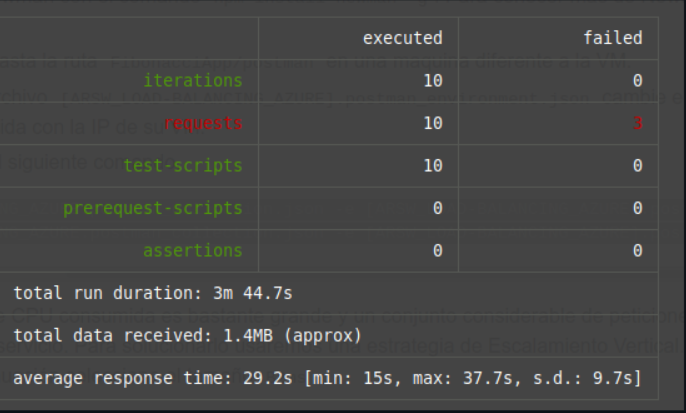 executed failed
iterations 10 0
requests 10 3
test-scripts 10 0
prerequest-scripts 0 0
assertions 0 0
total run duration: 3m 44.7s
total data received: 1.4MB (approx)
average response time: 29.2s [min: 15s, max: 37.7s, s.d.: 9.7s]